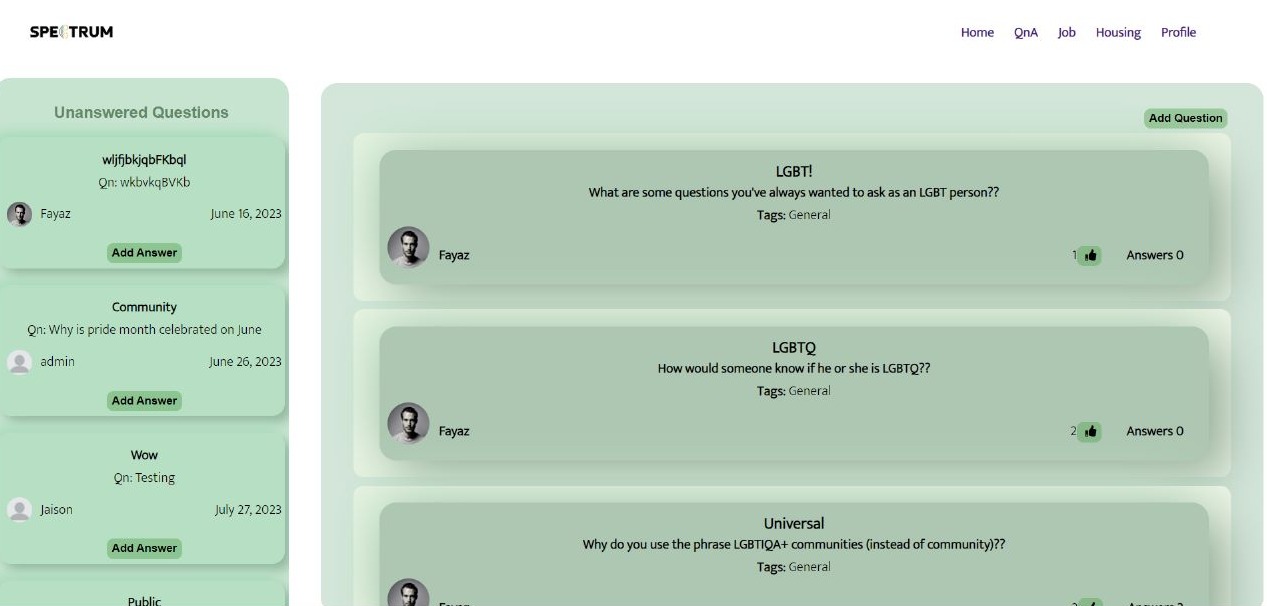 SPECTRUM
Home QnA Job Housing Profile
Unanswered Questions
wljfjbkjqbFKbql
Qn: wkbvkqBVKb
Fayaz June 16, 2023
Add Answer
Community
Qn: Why is pride month celebrated on June
admin June 26, 2023
Add Answer
Wow
Qn: Testing
Jaison July 27, 2023
Add Answer
Public
Add Question
LGBT!
What are some questions you've always wanted to ask as an LGBT person??
Tags: General
Fayaz 1 Answers 0
LGBTQ
How would someone know if he or she is LGBTQ??
Tags: General
Fayaz 2 Answers 0
Universal
Why do you use the phrase LGBTIQA+ communities (instead of community)??
Tags: General
Fayaz